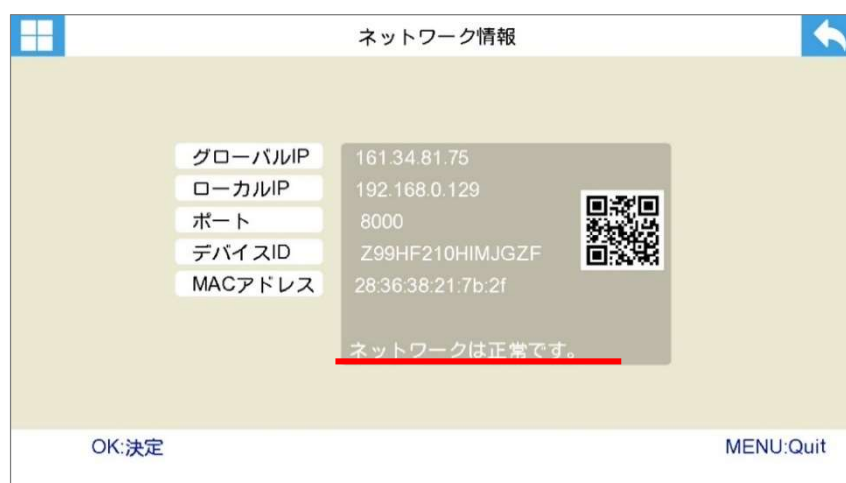 ネットワーク情報
グローバルIP 161.34.81.75
ローカルIP 192.168.0.129
ポート 8000
デバイスID Z99HF210HIMJGZF
MACアドレス 28:36:38:21:7b:2f
ネットワークは正常です。
OK:決定 MENU:Quit